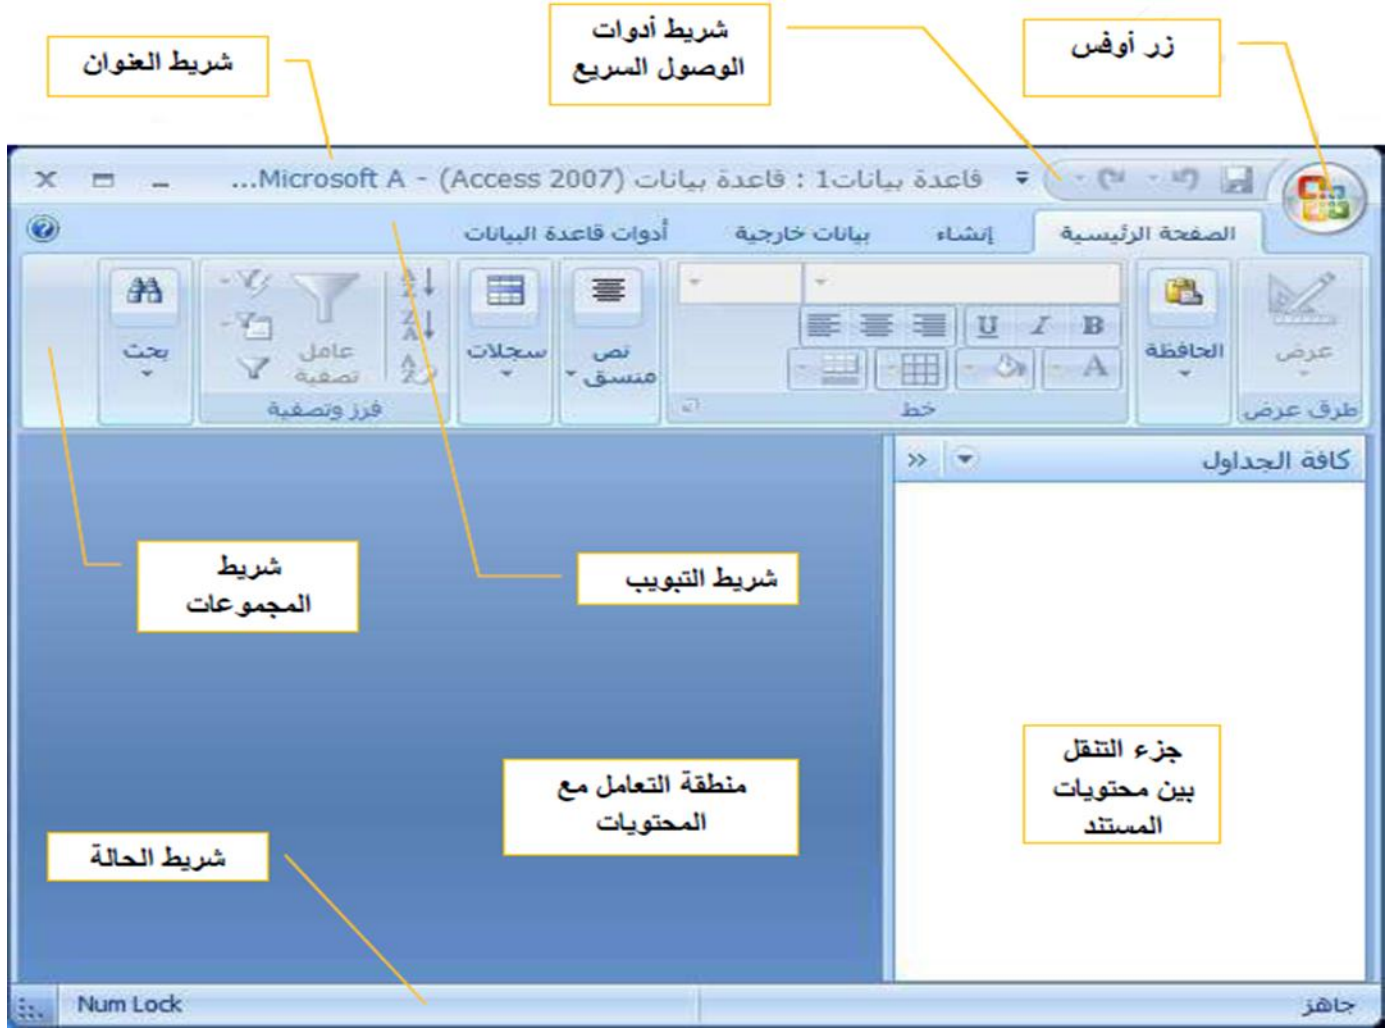 زر أوفس
شريط أدوات
الوصول السريع
شريط العنوان
قاعدة بيانات1 : قاعدة بيانات (Access 2007) - Microsoft A...
الصفحة الرئيسية
إنشاء
بيانات خارجية
أدوات قاعدة البيانات
عرض
طرق عرض
الحافظة
B I U
A
خط
نص
منسق
سجلات
عامل
تصفية
فرز وتصفية
بحث
كافة الجداول
شريط
المجموعات
شريط التبويب
جزء التنقل
بين محتويات
المستند
منطقة التعامل مع
المحتويات
شريط الحالة
جاهز
Num Lock